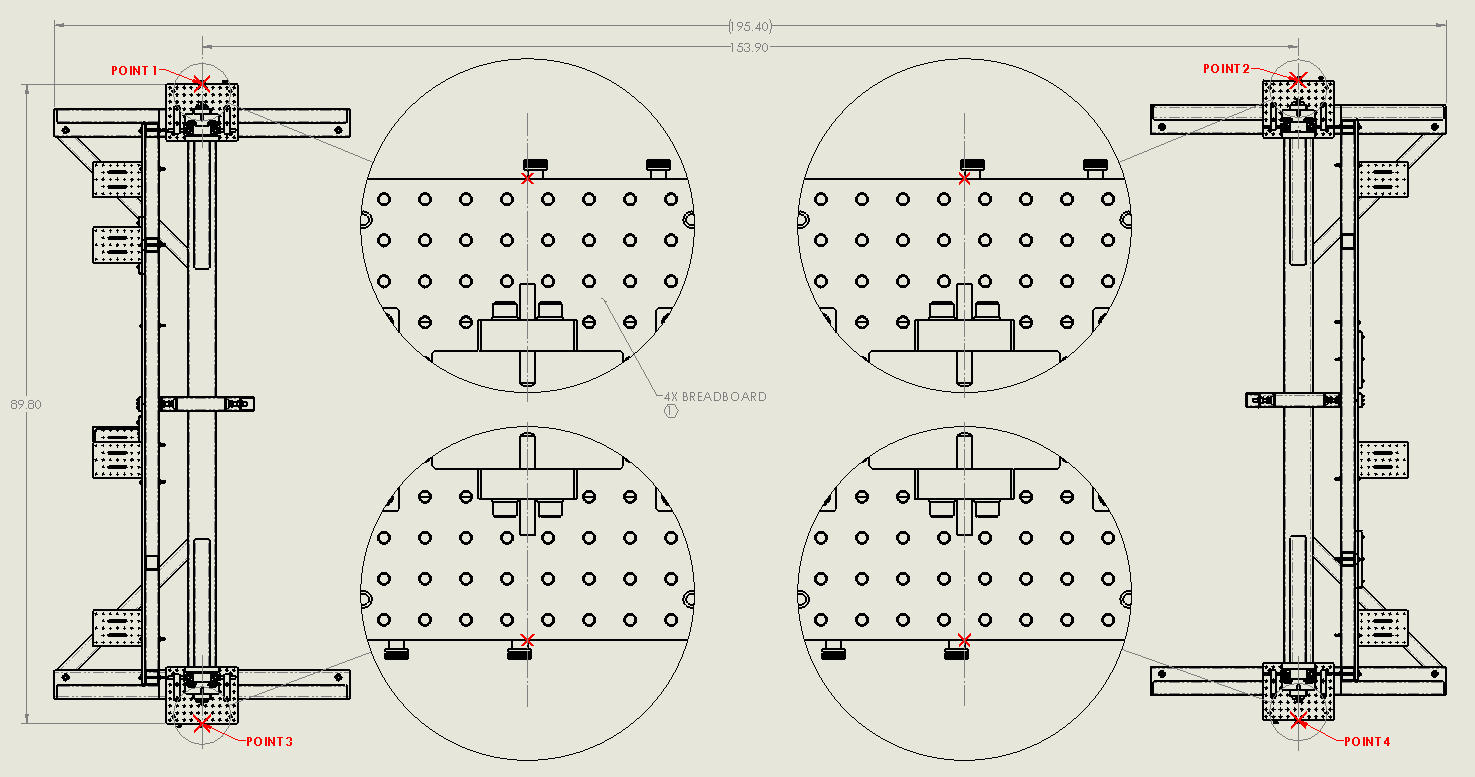 (195.40)
153.90
POINT 1
POINT 2
89.80
4X BREADBOARD
1
POINT 3
POINT 4